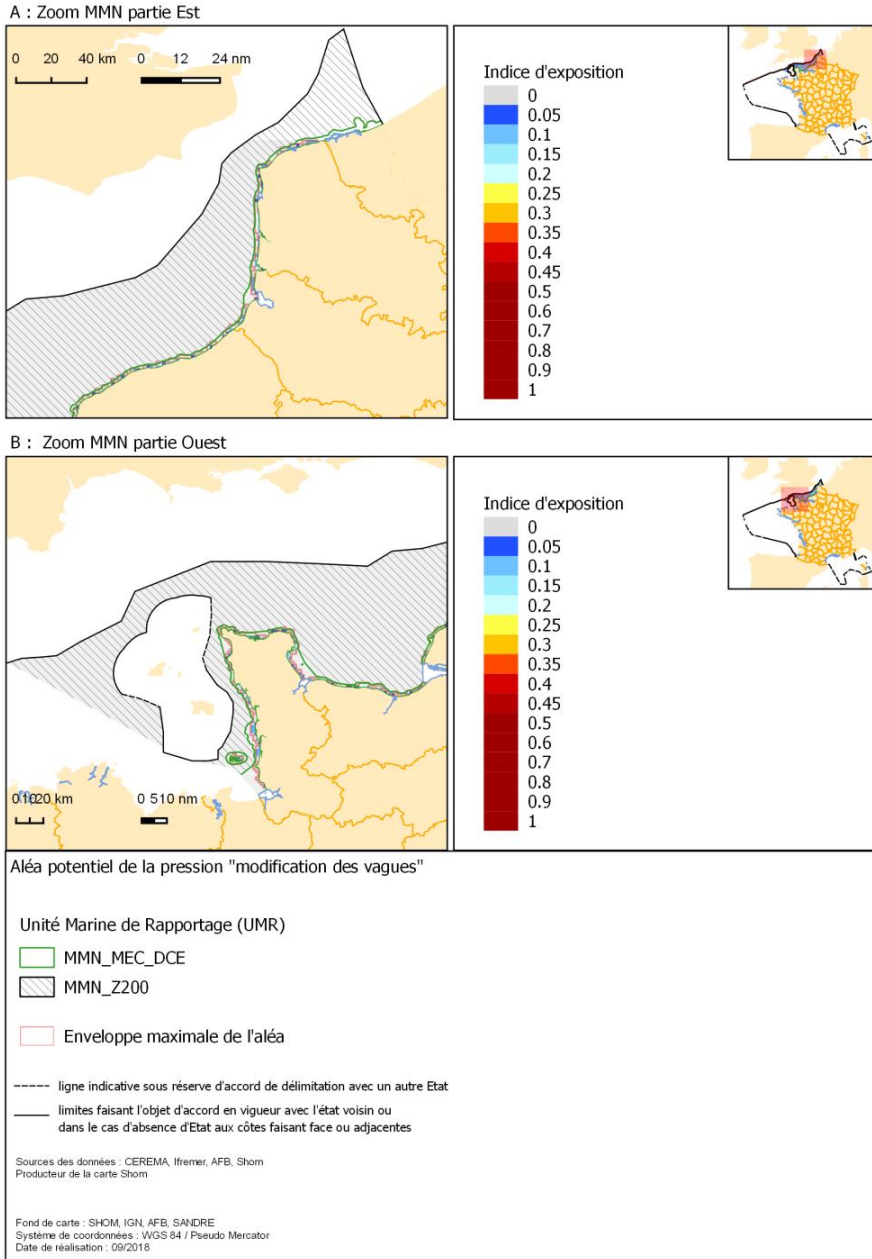 A : Zoom MMN partie Est
0 20 40 km 0 12 24 nm
Indice d'exposition
0
0.05
0.1
0.15
0.2
0.25
0.3
0.35
0.4
0.45
0.5
0.6
0.7
0.8
0.9
1
B : Zoom MMN partie Ouest
20 km 0 5 10 nm
Indice d'exposition
0
0.05
0.1
0.15
0.2
0.25
0.3
0.35
0.4
0.45
0.5
0.6
0.7
0.8
0.9
1
Aléa potentiel de la pression "modification des vagues"
Unité Marine de Rapportage (UMR)
MMN_MEC_DCE
MMN_Z200
Enveloppe maximale de l'aléa
ligne indicative sous réserve d'accord de délimitation avec un autre Etat
limites faisant l'objet d'accord en vigueur avec l'état voisin ou
dans le cas d'absence d'Etat aux côtes faisant face ou adjacentes
Sources des données : CEREMA, Ifremer, AFB, Shom
Producteur de la carte Shom
Fond de carte : SHOM, IGN, AFB, SANDRE
Système de coordonnées : WGS 84 / Pseudo Mercator
Date de réalisation : 09/2018